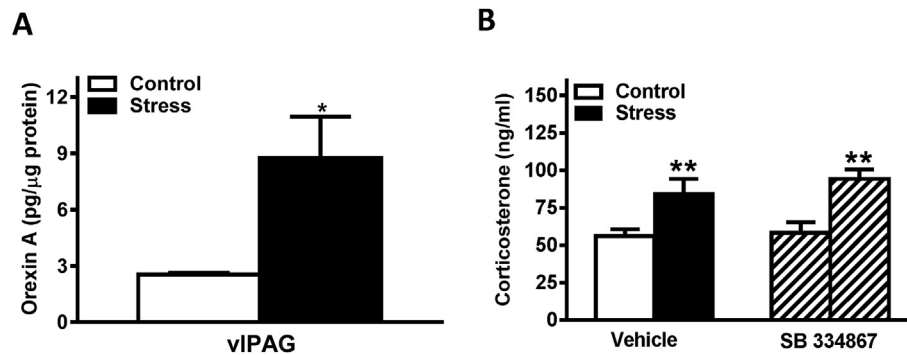 A
Orexin A (pg/μg protein)
12
9
6
3
0
Control
Stress
*
vlPAG
B
Corticosterone (ng/ml)
150
125
100
75
50
25
0
Control
Stress
**
**
Vehicle
SB 334867